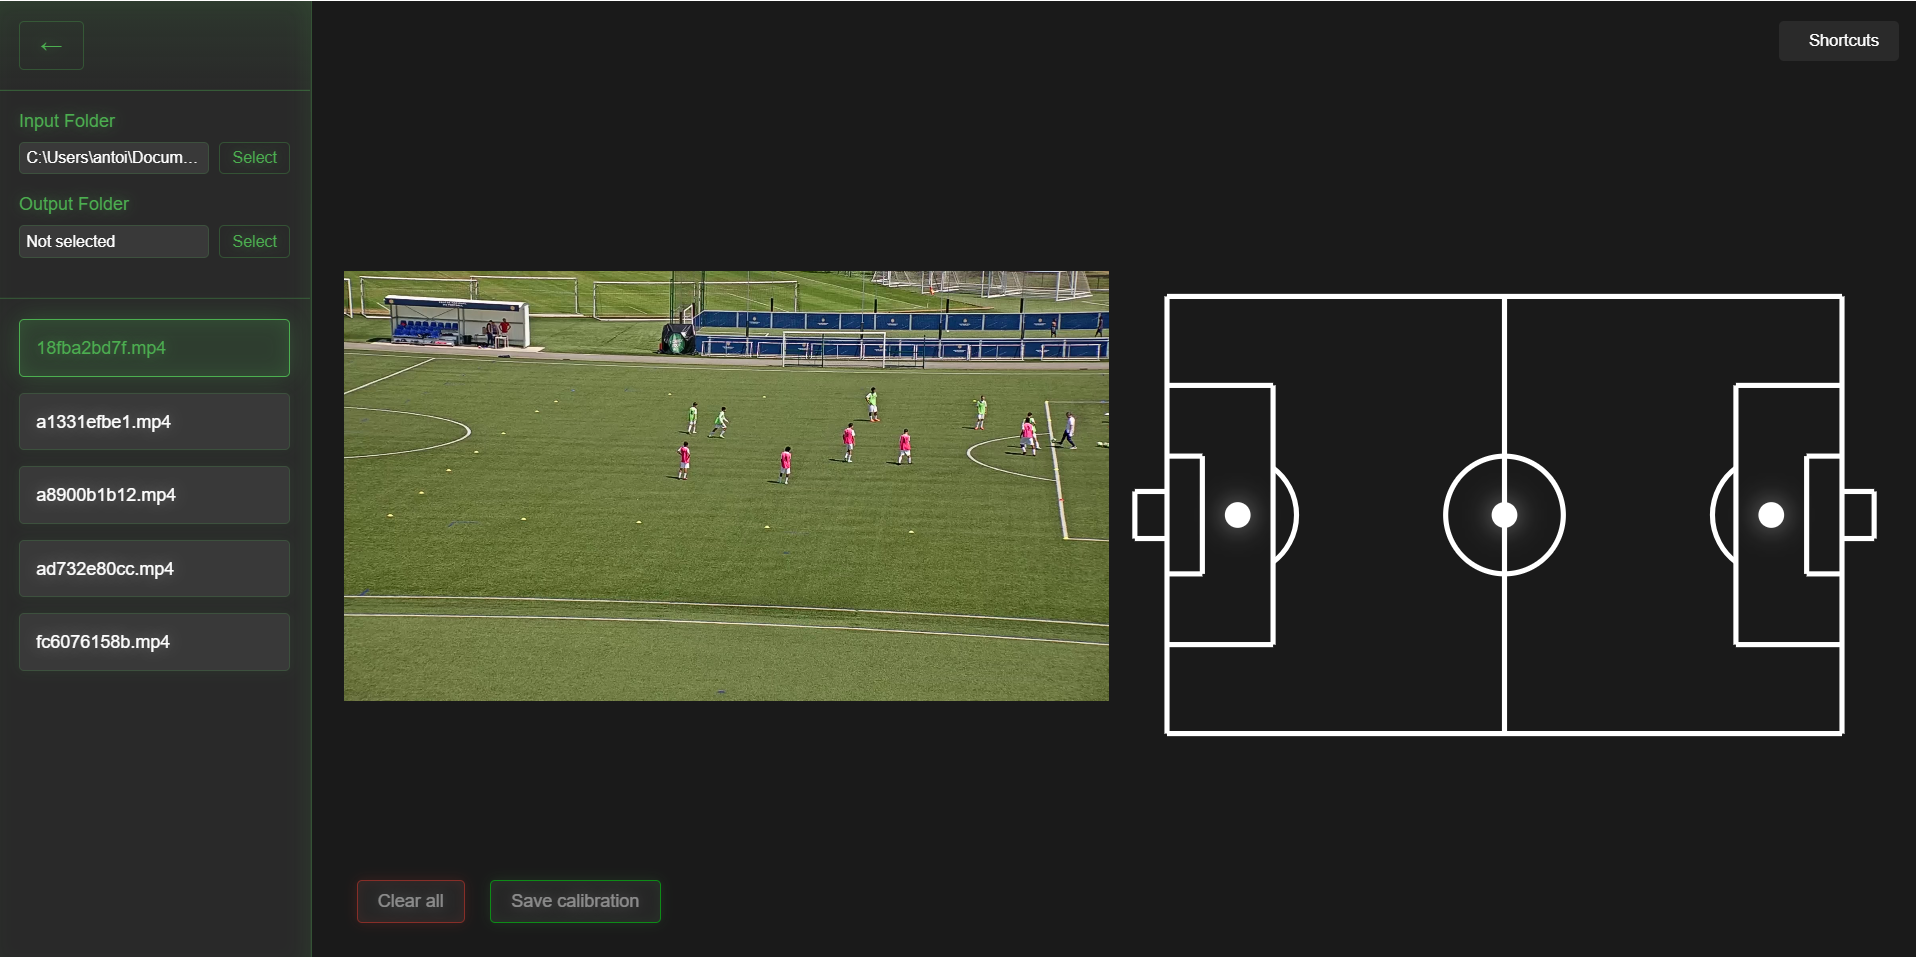 ←
Shortcuts
Input Folder
C:\Users\antoi\Docum... Select
Output Folder
Not selected Select
18fba2bd7f.mp4
a1331efbe1.mp4
a8900b1b12.mp4
ad732e80cc.mp4
fc6076158b.mp4
Clear all Save calibration